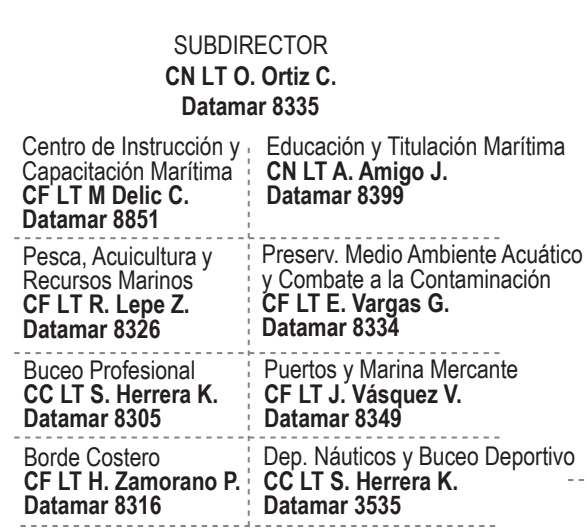 SUBDIRECTOR
CN LT O. Ortiz C.
Datamar 8335
Centro de Instrucción y
Capacitación Marítima
CF LT M Delic C.
Datamar 8851
Educación y Titulación Marítima
CN LT A. Amigo J.
Datamar 8399
Pesca, Acuicultura y
Recursos Marinos
CF LT R. Lepe Z.
Datamar 8326
Preserv. Medio Ambiente Acuático
y Combate a la Contaminación
CF LT E. Vargas G.
Datamar 8334
Buceo Profesional
CC LT S. Herrera K.
Datamar 8305
Puertos y Marina Mercante
CF LT J. Vásquez V.
Datamar 8349
Borde Costero
CF LT H. Zamorano P.
Datamar 8316
Dep. Náuticos y Buceo Deportivo
CC LT S. Herrera K.
Datamar 3535